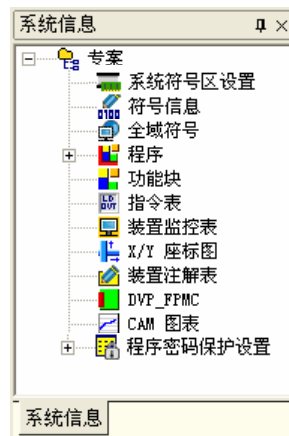 系统信息
专案
系统符号区设置
符号信息
全域符号
程序
功能块
指令表
装置监控表
X/Y 座标图
装置注解表
DVP_FPMC
CAM 图表
程序密码保护设置
系统信息